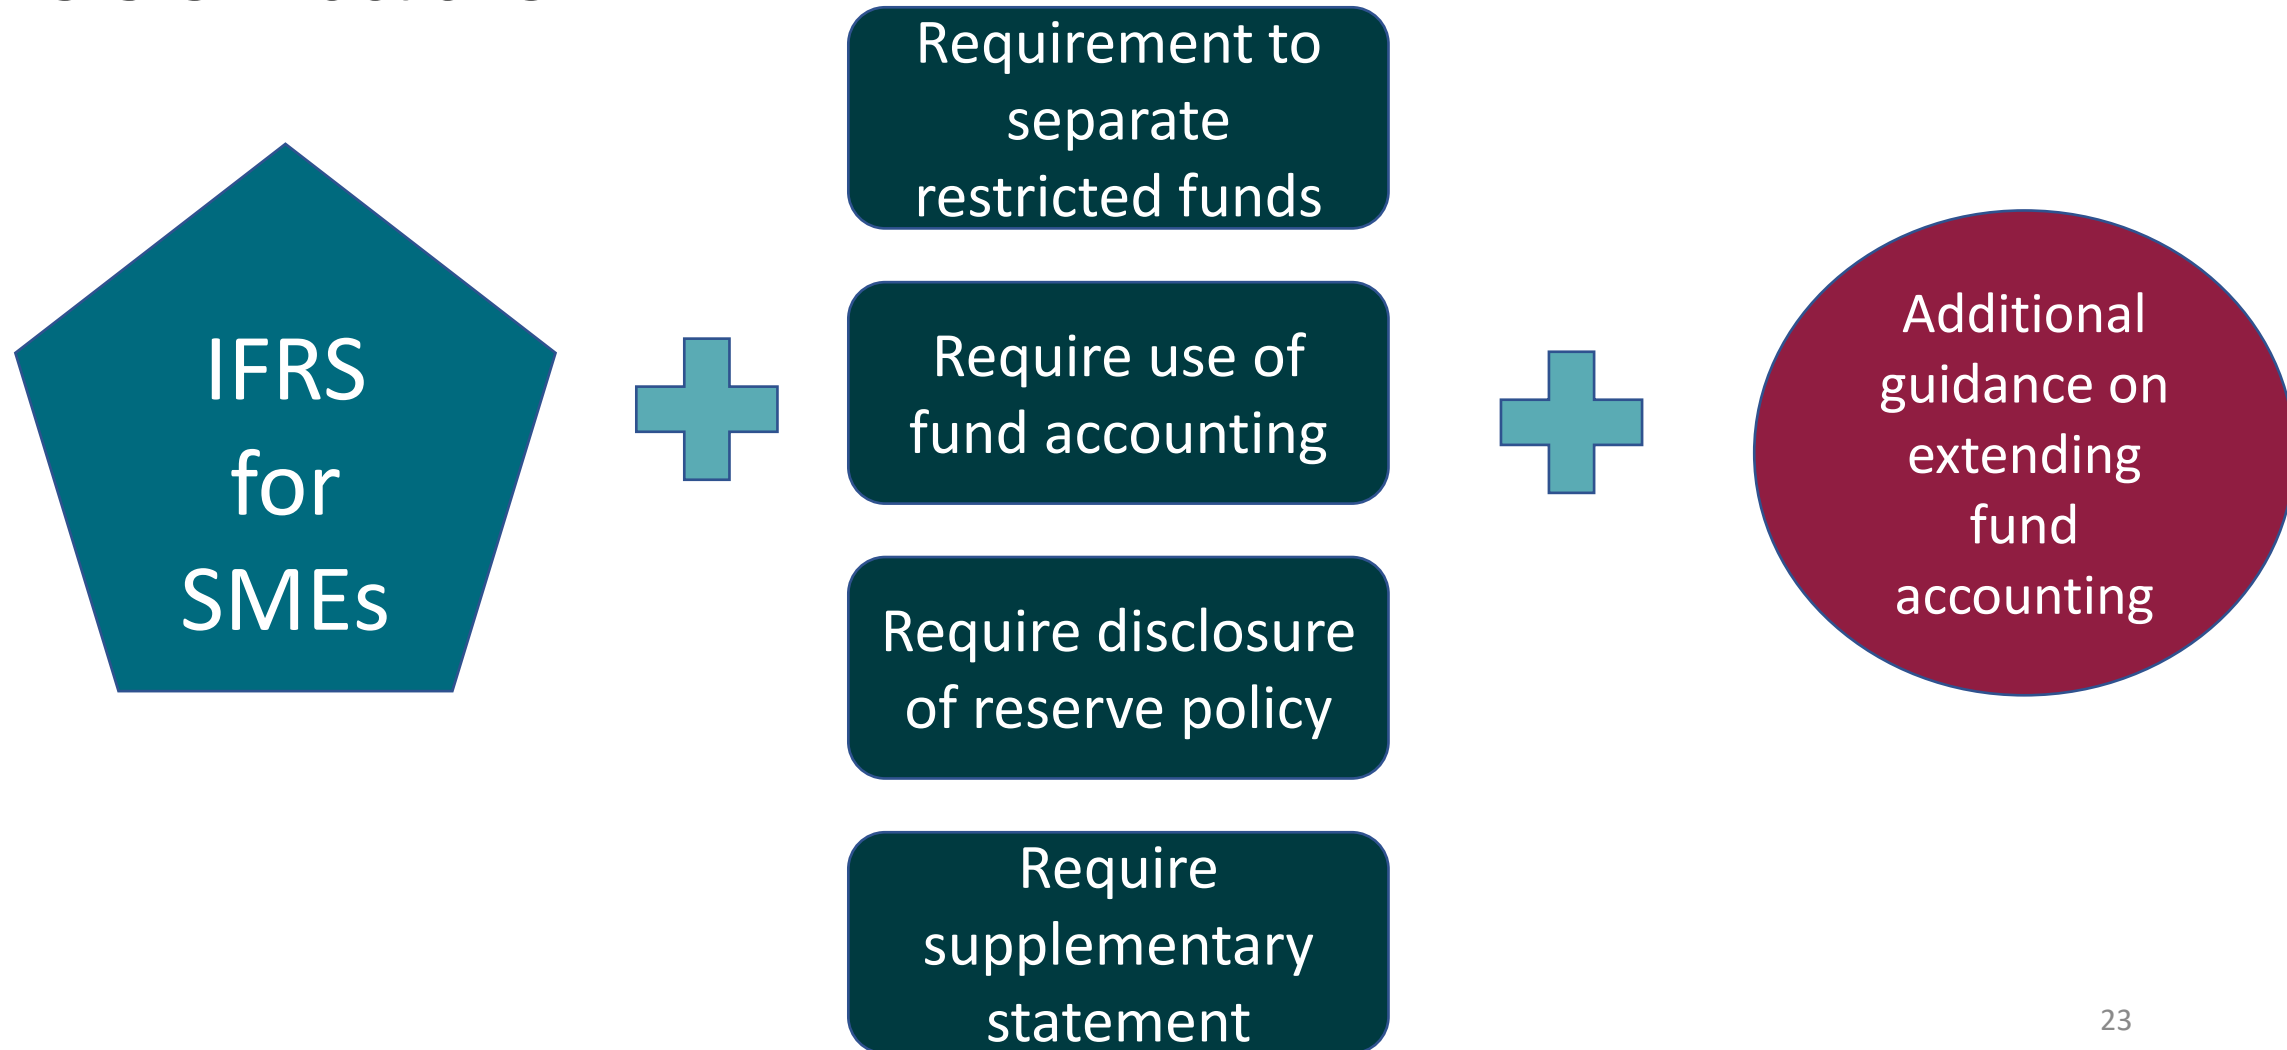 IFRS
for
SMEs
Requirement to
separate
restricted funds
Require use of
fund accounting
Require disclosure
of reserve policy
Require
supplementary
statement
Additional
guidance on
extending
fund
accounting
23